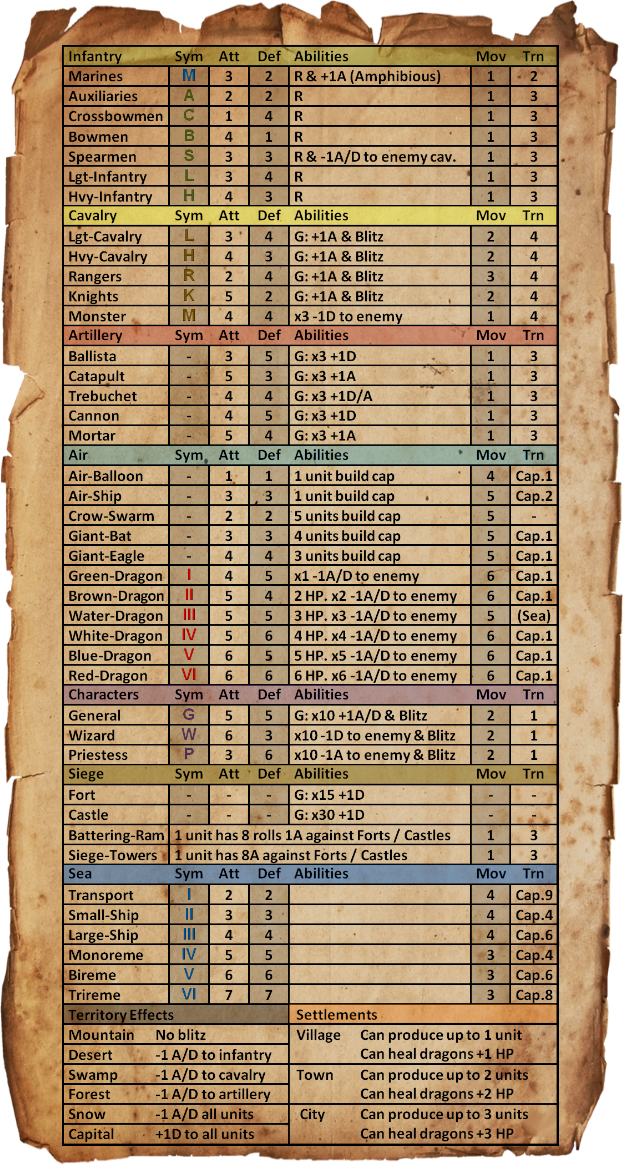 Infantry Sym Att Def Abilities Mov Trn
Marines M 3 2 R & +1A (Amphibious) 1 2
Auxiliaries A 2 2 R 1 3
Crossbowmen C 1 4 R 1 3
Bowmen B 4 1 R 1 3
Spearmen S 3 3 R & -1A/D to enemy cav. 1 3
Lgt-Infantry L 3 4 R 1 3
Hvy-Infantry H 4 3 R 1 3
Cavalry Sym Att Def Abilities Mov Trn
Lgt-Cavalry L 3 4 G: +1A & Blitz 2 4
Hvy-Cavalry H 4 3 G: +1A & Blitz 2 4
Rangers R 2 4 G: +1A & Blitz 3 4
Knights K 5 2 G: +1A & Blitz 2 4
Monster M 4 4 x3 -1D to enemy 1 4
Artillery Sym Att Def Abilities Mov Trn
Ballista - 3 5 G: x3 +1D 1 3
Catapult - 5 3 G: x3 +1A 1 3
Trebuchet - 4 4 G: x3 +1D/A 1 3
Cannon - 4 5 G: x3 +1D 1 3
Mortar - 5 4 G: x3 +1A 1 3
Air Sym Att Def Abilities Mov Trn
Air-Balloon - 1 1 1 unit build cap 4 Cap.1
Air-Ship - 3 3 1 unit build cap 5 Cap.2
Crow-Swarm - 2 2 5 units build cap 5 -
Giant-Bat - 3 3 4 units build cap 5 Cap.1
Giant-Eagle - 4 4 3 units build cap 5 Cap.1
Green-Dragon I 4 5 x1 -1A/D to enemy 6 Cap.1
Brown-Dragon II 5 4 2 HP. x2 -1A/D to enemy 6 Cap.1
Water-Dragon III 5 5 3 HP. x3 -1A/D to enemy 5 (Sea)
White-Dragon IV 5 6 4 HP. x4 -1A/D to enemy 6 Cap.1
Blue-Dragon V 6 5 5 HP. x5 -1A/D to enemy 6 Cap.1
Red-Dragon VI 6 6 6 HP. x6 -1A/D to enemy 6 Cap.1
Characters Sym Att Def Abilities Mov Trn
General G 5 5 G: x10 +1A/D & Blitz 2 1
Wizard W 6 3 x10 -1D to enemy & Blitz 2 1
Priestess P 3 6 x10 -1A to enemy & Blitz 2 1
Siege Sym Att Def Abilities Mov Trn
Fort - - - G: x15 +1D - -
Castle - - - G: x30 +1D - -
Battering-Ram 1 unit has 8 rolls 1A against Forts / Castles 1 3
Siege-Towers 1 unit has 8A against Forts / Castles 1 3
Sea Sym Att Def Abilities Mov Trn
Transport I 2 2 4 Cap.9
Small-Ship II 3 3 4 Cap.4
Large-Ship III 4 4 4 Cap.6
Monoreme IV 5 5 3 Cap.4
Bireme V 6 6 3 Cap.6
Trireme VI 7 7 3 Cap.8
Territory Effects Settlements
Mountain No blitz Village Can produce up to 1 unit
Desert -1 A/D to infantry Can heal dragons +1 HP
Swamp -1 A/D to cavalry Town Can produce up to 2 units
Forest -1 A/D to artillery Can heal dragons +2 HP
Snow -1 A/D all units City Can produce up to 3 units
Capital +1D to all units Can heal dragons +3 HP